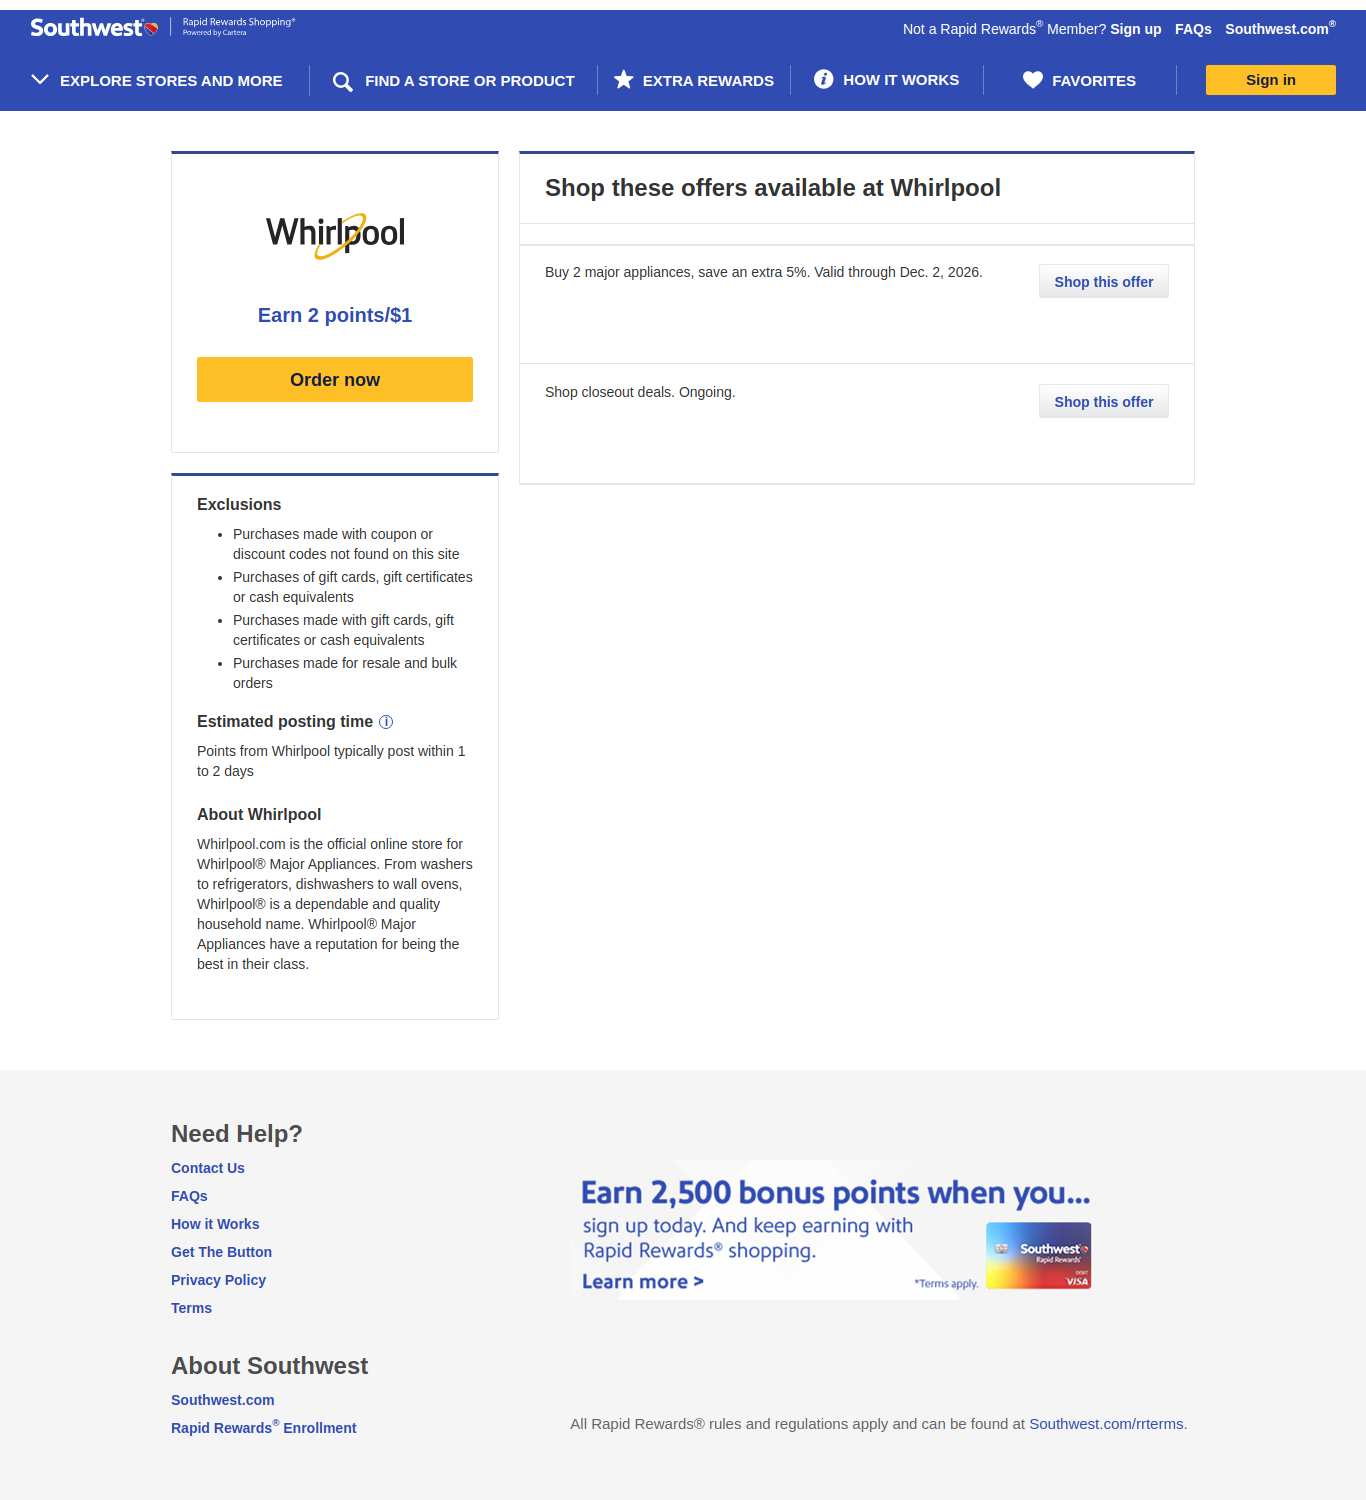 Southwest® Rapid Rewards Shopping®
Powered by Cartera
Not a Rapid Rewards® Member? Sign up FAQs Southwest.com®
EXPLORE STORES AND MORE FIND A STORE OR PRODUCT EXTRA REWARDS HOW IT WORKS FAVORITES Sign in
Whirlpool
Earn 2 points/$1
Order now
Shop these offers available at Whirlpool
Buy 2 major appliances, save an extra 5%. Valid through Dec. 2, 2026.
Shop this offer
Shop closeout deals. Ongoing.
Shop this offer
Exclusions
• Purchases made with coupon or
discount codes not found on this site
• Purchases of gift cards, gift certificates
or cash equivalents
• Purchases made with gift cards, gift
certificates or cash equivalents
• Purchases made for resale and bulk
orders
Estimated posting time
Points from Whirlpool typically post within 1
to 2 days
About Whirlpool
Whirlpool.com is the official online store for
Whirlpool® Major Appliances. From washers
to refrigerators, dishwashers to wall ovens,
Whirlpool® is a dependable and quality
household name. Whirlpool® Major
Appliances have a reputation for being the
best in their class.
Need Help?
Contact Us
FAQs
How it Works
Get The Button
Privacy Policy
Terms
About Southwest
Southwest.com
Rapid Rewards® Enrollment
Earn 2,500 bonus points when you...
sign up today. And keep earning with
Rapid Rewards® shopping.
Learn more >
*Terms apply.
Southwest
Rapid Rewards
DEBIT
VISA
All Rapid Rewards® rules and regulations apply and can be found at Southwest.com/rrterms.